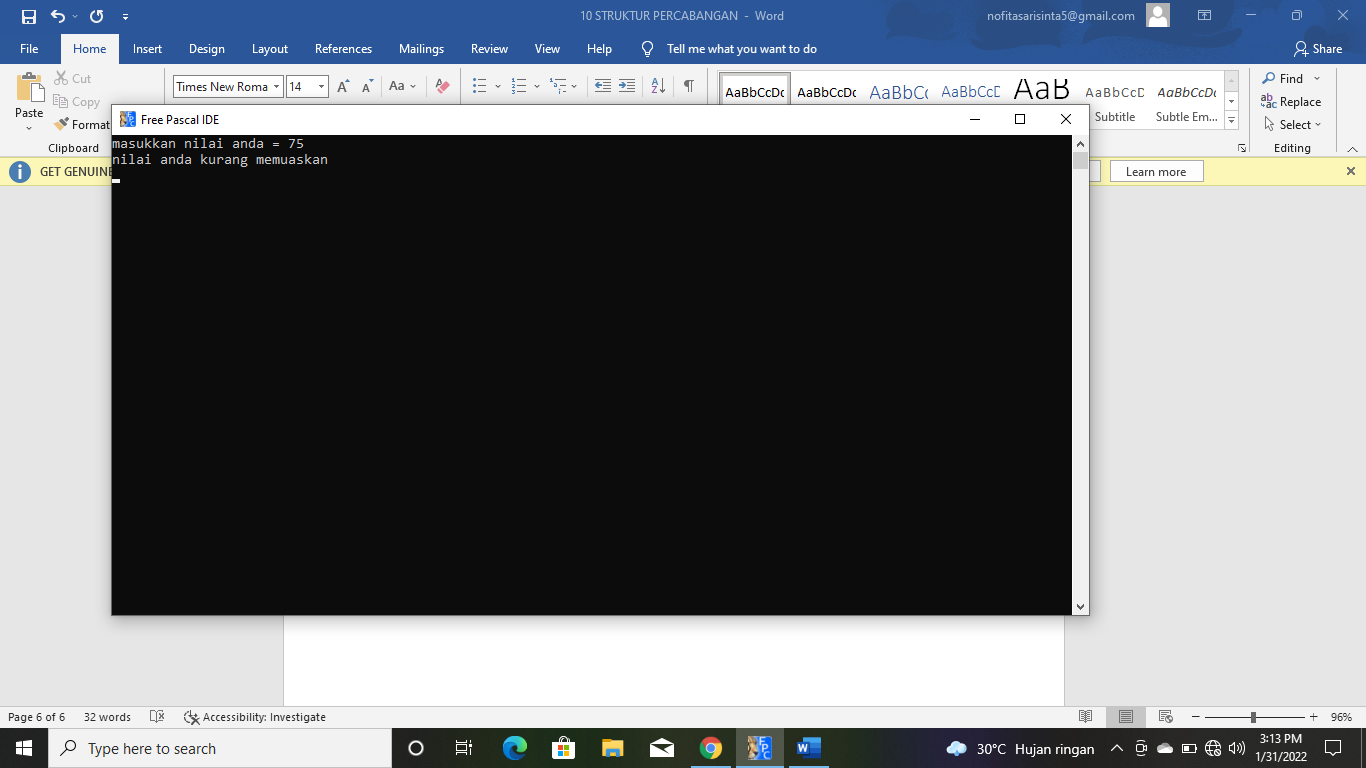 10 STRUKTUR PERCABANGAN - Word
nofitasarisinta5@gmail.com
File Home Insert Design Layout References Mailings Review View Help Tell me what you want to do Share
Paste
Cut
Copy
Format
Clipboard
Times New Roma 14
Aa
AaBbCcDc AaBbCcDc AaBbCc AaBbCcE AaB AaBbCcD AaBbCcDc
Subtitle Subtle Em...
Find
Replace
Select
Editing
GET GENUINE
Learn more
Free Pascal IDE
masukkan nilai anda = 75
nilai anda kurang memuaskan
Page 6 of 6 32 words Accessibility: Investigate 96%
Type here to search
30°C Hujan ringan
3:13 PM
1/31/2022